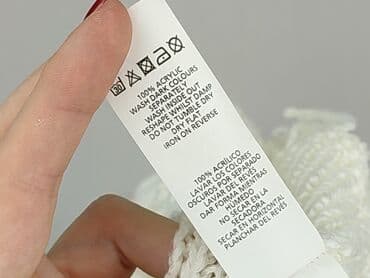 100% ACRYLIC
WASH DARK COLOURS
SEPARATELY
WASH INSIDE OUT
RESHAPE WHILST DAMP
DO NOT TUMBLE DRY
DRY FLAT
IRON ON REVERSE
100% ACRÍLICO
LAVAR LOS COLORES
OSCUROS POR SEPARADO
LAVAR DEL REVÉS
DAR FORMA MIENTRAS
HÚMEDO
NO SECAR EN LA
SECADORA
SECAR EN HORIZONTAL
PLANCHAR DEL REVÉS